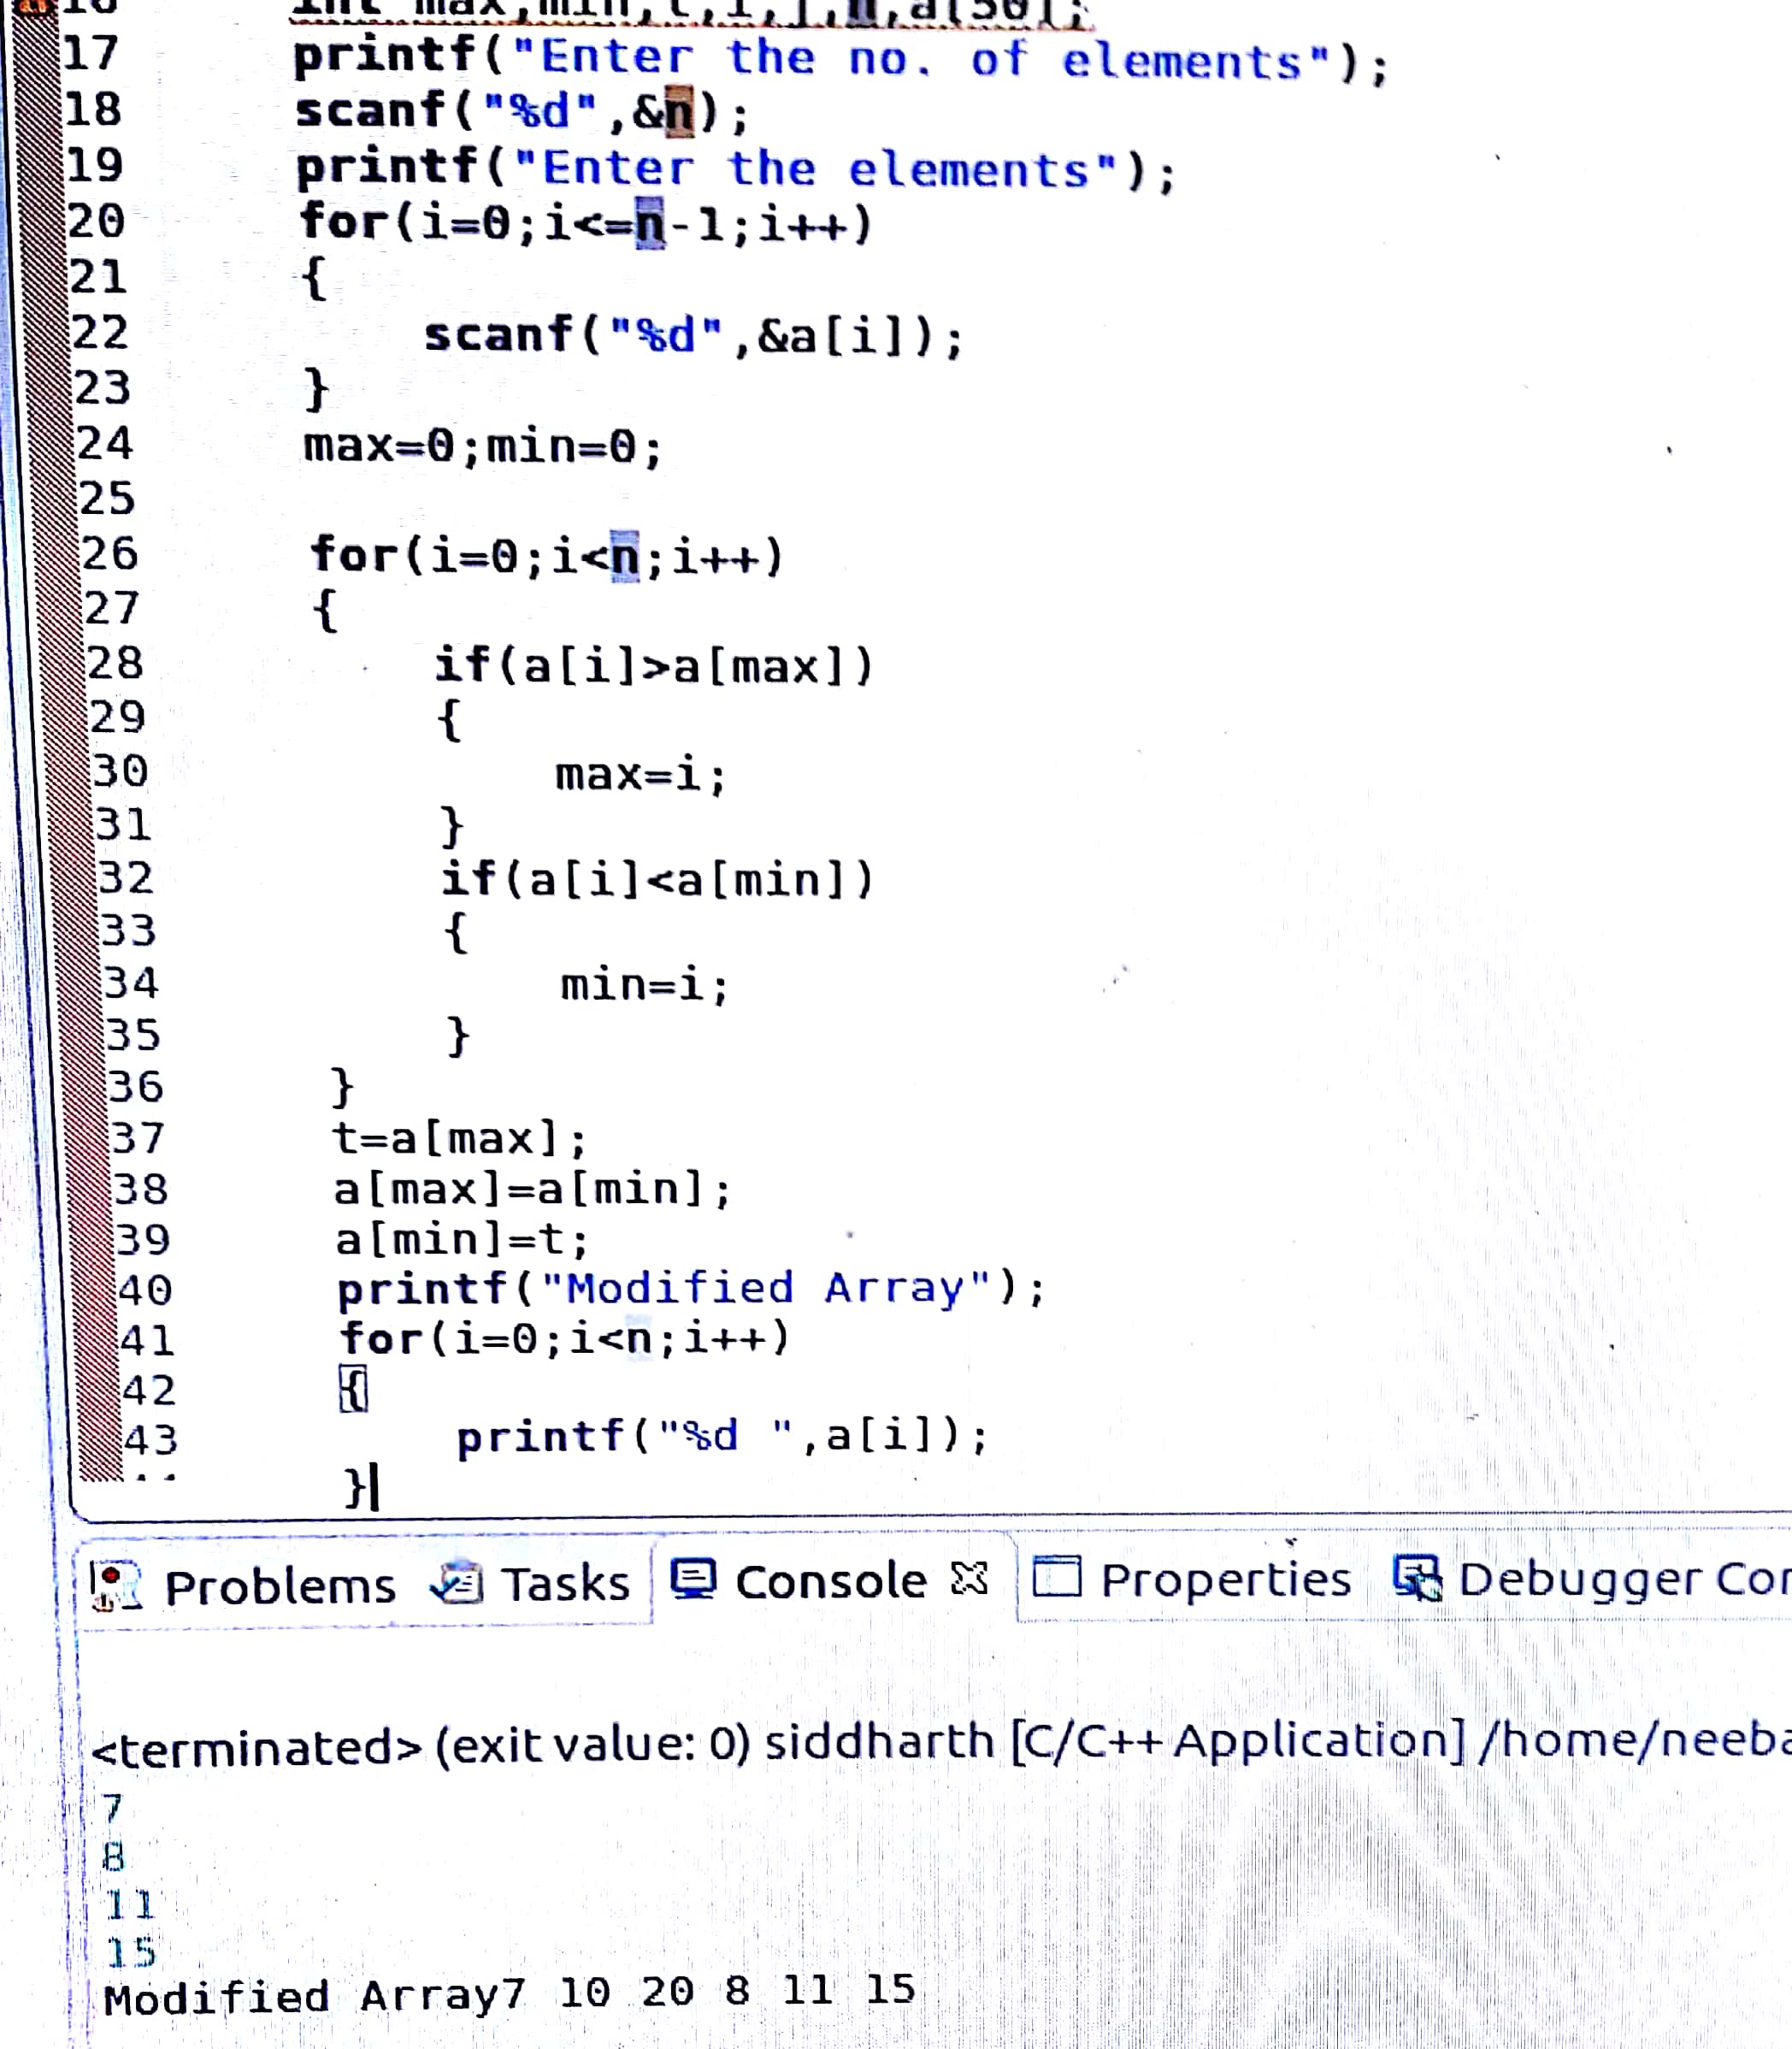 16 int max,min,t,i,j,n,a[50];
17 printf("Enter the no. of elements");
18 scanf("%d",&n);
19 printf("Enter the elements");
20 for(i=0;i<=n-1;i++)
21 {
22 scanf("%d",&a[i]);
23 }
24 max=0;min=0;
25
26 for(i=0;i<n;i++)
27 {
28 if(a[i]>a[max])
29 {
30 max=i;
31 }
32 if(a[i]<a[min])
33 {
34 min=i;
35 }
36 }
37 t=a[max];
38 a[max]=a[min];
39 a[min]=t;
40 printf("Modified Array");
41 for(i=0;i<n;i++)
42 {
43 printf("%d ",a[i]);
}
Problems Tasks Console Properties Debugger Con
<terminated> (exit value: 0) siddharth [C/C++ Application] /home/neeba
7
8
11
15
Modified Array7 10 20 8 11 15